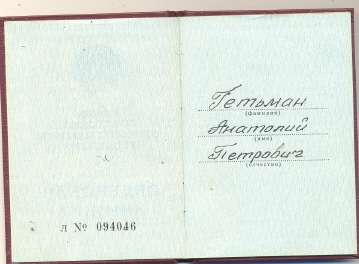 Л № 094046
Гетьман
(фамилия)
Анатолий
(имя)
Петрович
(отчество)